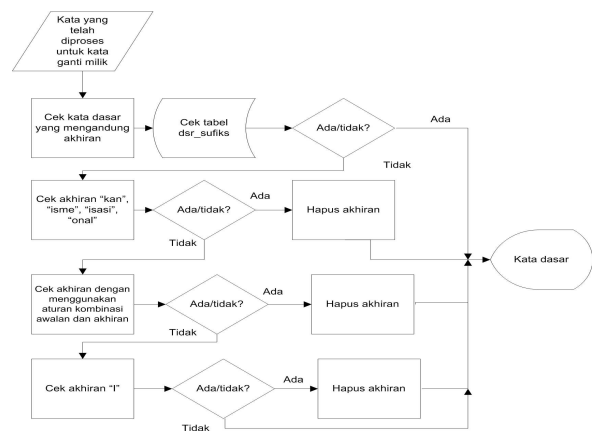 Kata yang
telah
diproses
untuk kata
ganti milik
Cek kata dasar
yang mengandung
akhiran
Cek tabel
dsr_sufiks
Ada/tidak?
Ada
Tidak
Cek akhiran “kan”,
“isme”, “isasi”,
“onal”
Ada/tidak?
Ada
Hapus akhiran
Tidak
Kata dasar
Cek akhiran dengan
menggunakan
aturan kombinasi
awalan dan akhiran
Ada/tidak?
Ada
Hapus akhiran
Tidak
Cek akhiran “I”
Ada/tidak?
Ada
Hapus akhiran
Tidak